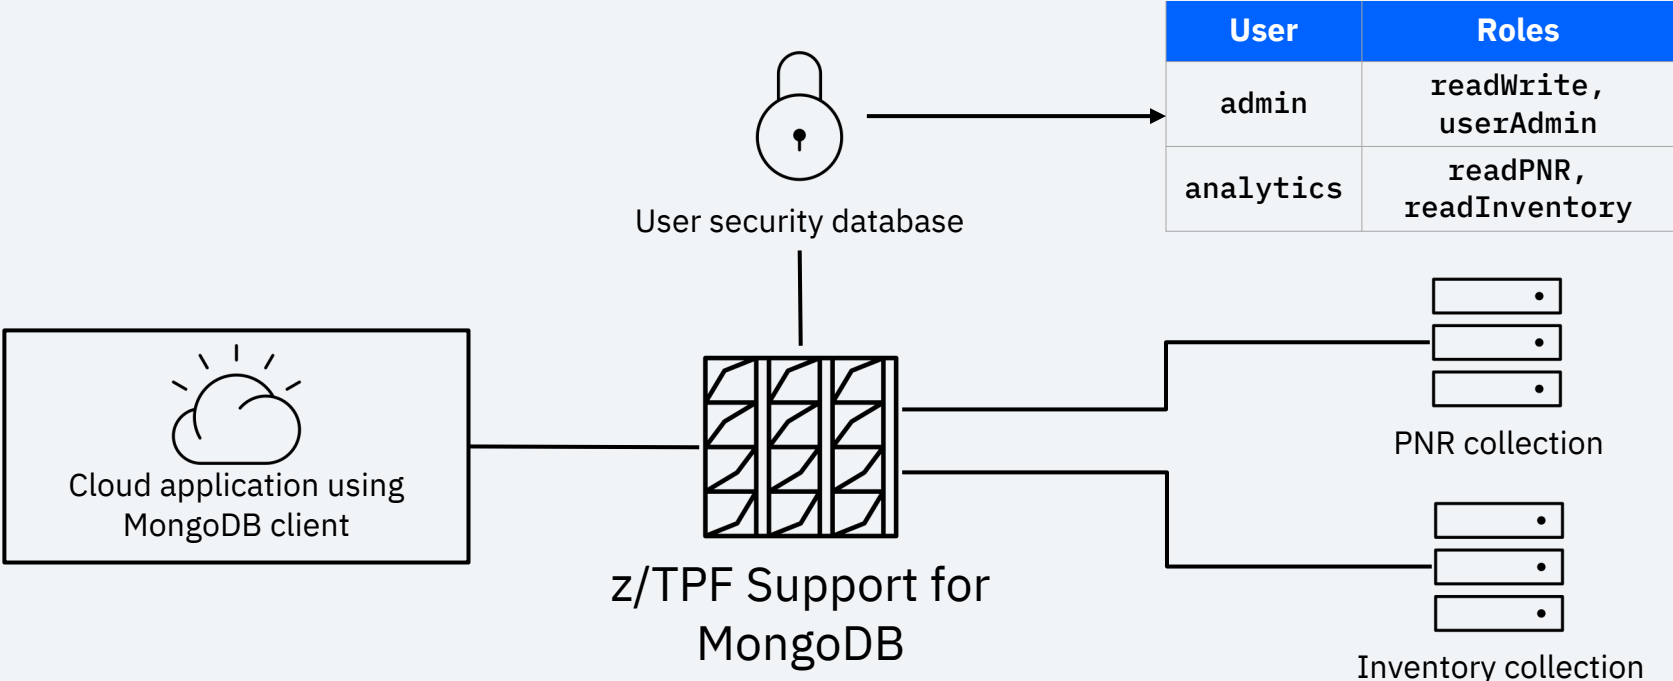 User
Roles
admin
readWrite,
userAdmin
analytics
readPNR,
readInventory
User security database
Cloud application using
MongoDB client
z/TPF Support for
MongoDB
PNR collection
Inventory collection